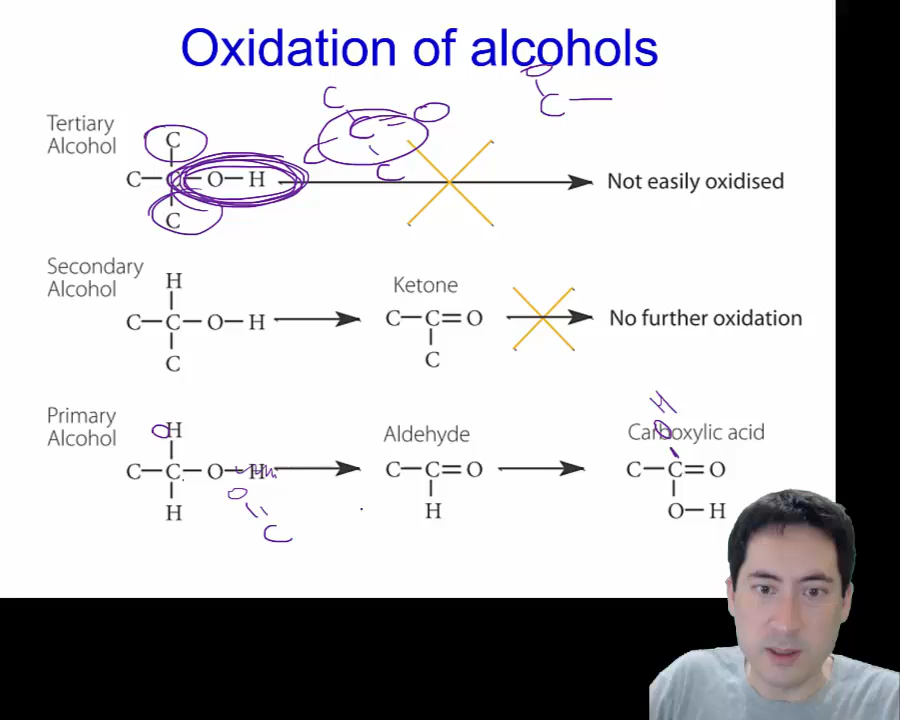 Oxidation of alcohols
O
C —
C
C
O
C
Tertiary
Alcohol
C
C — C — O — H
C
Not easily oxidised
Secondary
Alcohol
H
C — C — O — H
C
Ketone
C — C = O
C
No further oxidation
Primary
Alcohol
OH
C — C — O — H
H
O
C
Aldehyde
C — C = O
H
H
O
Carboxylic acid
C — C = O
O — H